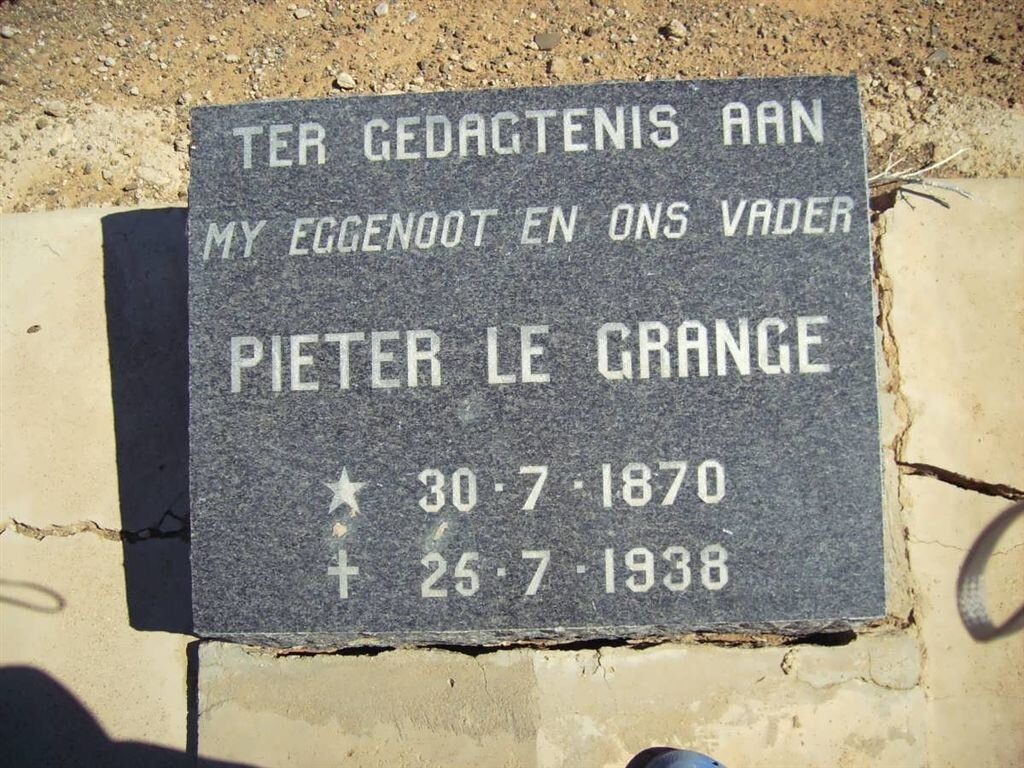 TER GEDAGTENIS AAN
MY EGGENOOT EN ONS VADER
PIETER LE GRANGE
★ 30·7·1870
✝ 25·7·1938